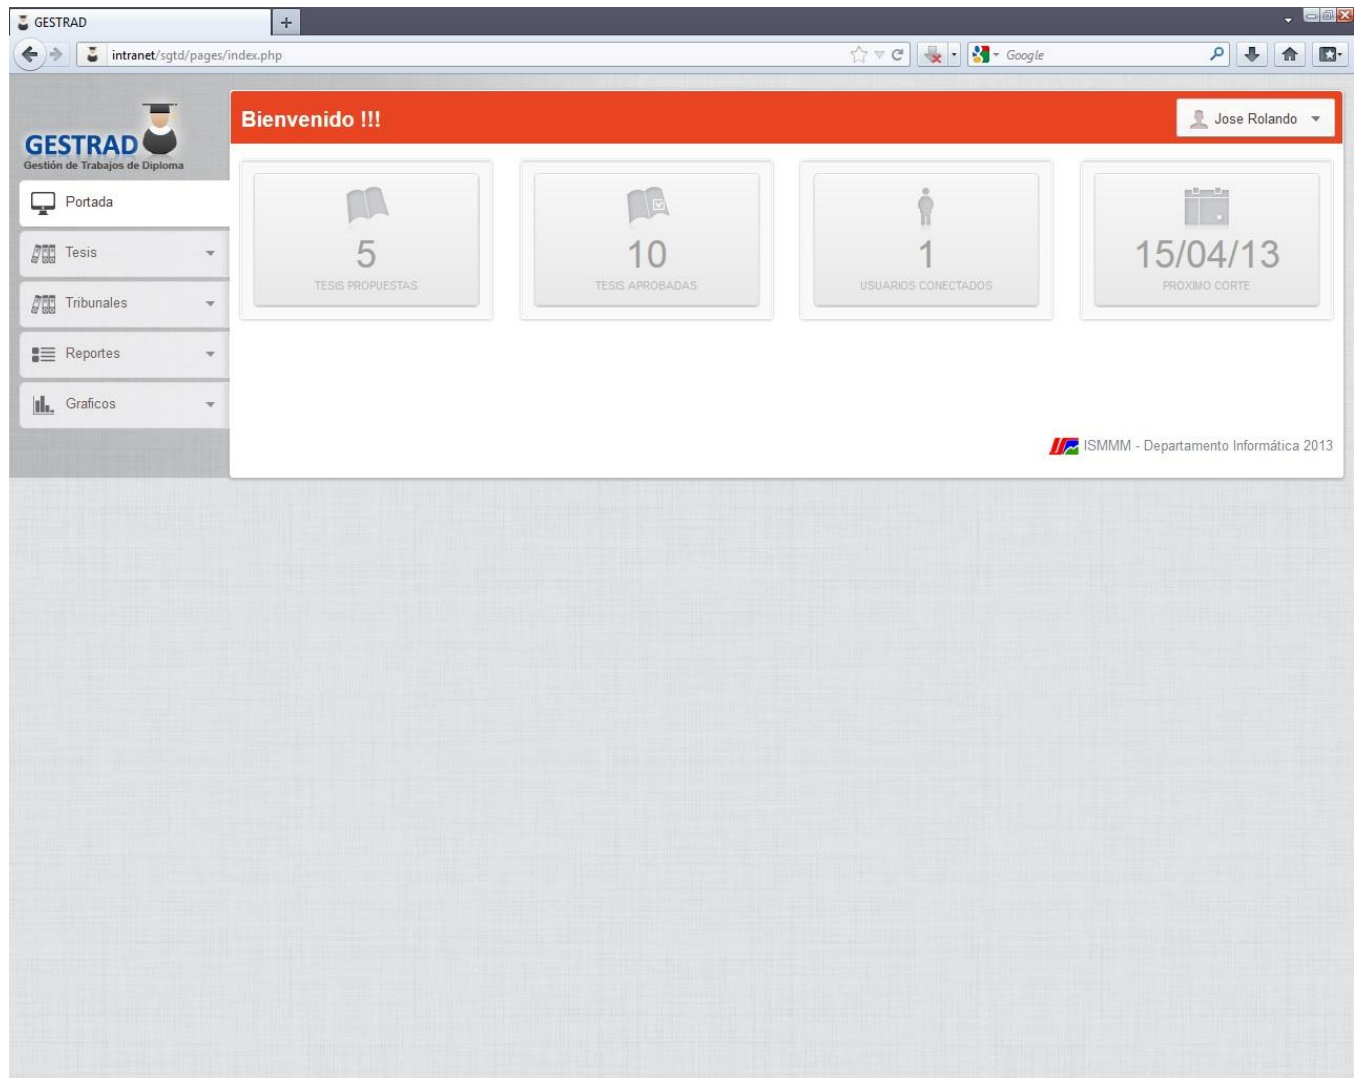 GESTRAD
intranet/sgtd/pages/index.php
Google
GESTRAD
Gestión de Trabajos de Diploma
Bienvenido !!!
Jose Rolando
Portada
Tesis
Tribunales
Reportes
Graficos
5
TESIS PROPUESTAS
10
TESIS APROBADAS
1
USUARIOS CONECTADOS
15/04/13
PROXIMO CORTE
ISMMM - Departamento Informática 2013